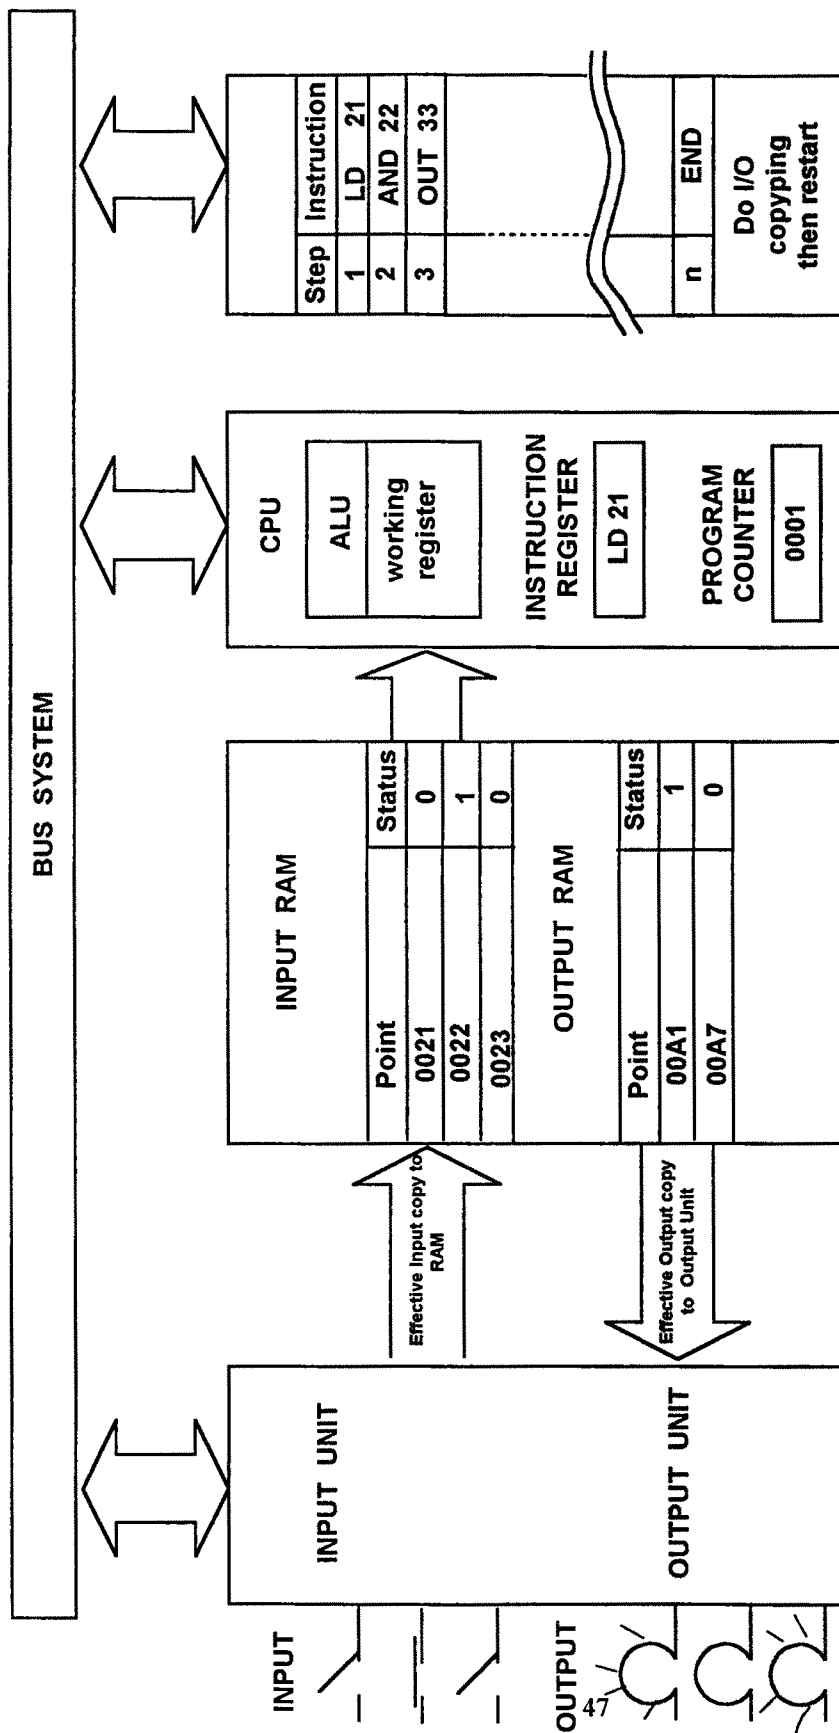 BUS SYSTEM
INPUT
OUTPUT
INPUT UNIT
OUTPUT UNIT
Effective Input copy to
RAM
Effective Output copy
to Output Unit
INPUT RAM
Point Status
0021 0
0022 1
0023 0
OUTPUT RAM
Point Status
00A1 1
00A7 0
CPU
ALU
working
register
INSTRUCTION
REGISTER
LD 21
PROGRAM
COUNTER
0001
Step Instruction
1 LD 21
2 AND 22
3 OUT 33
n END
Do I/O
copyping
then restart
47